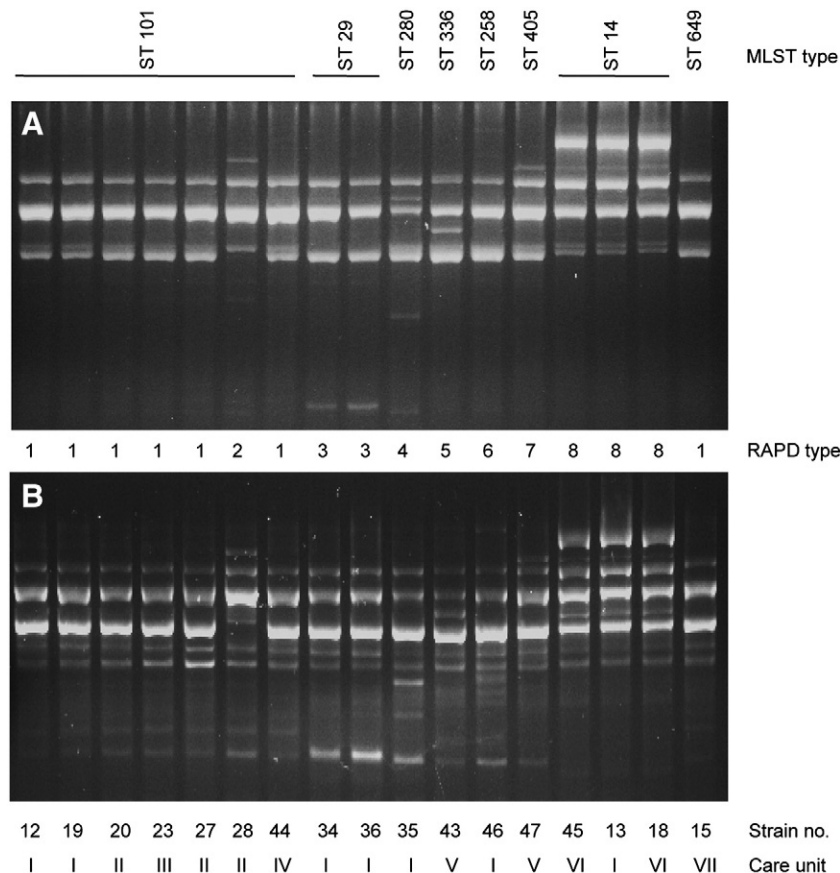 ST 101 ST 29 ST 280 ST 336 ST 258 ST 405 ST 14 ST 649 MLST type
A
1 1 1 1 1 2 1 3 3 4 5 6 7 8 8 8 1 RAPD type
B
12 19 20 23 27 28 44 34 36 35 43 46 47 45 13 18 15 Strain no.
I I II III II II IV I I I V I V VI I VI VII Care unit